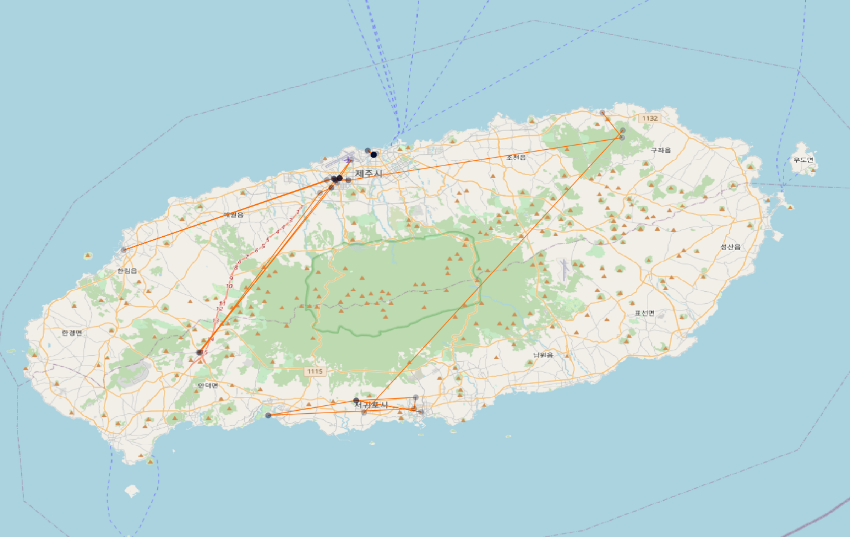 1132
구좌읍
조천읍
우도면
제주시
애월읍
성산읍
한림읍
표선면
한경면
남원읍
1115
안덕면
서귀포시